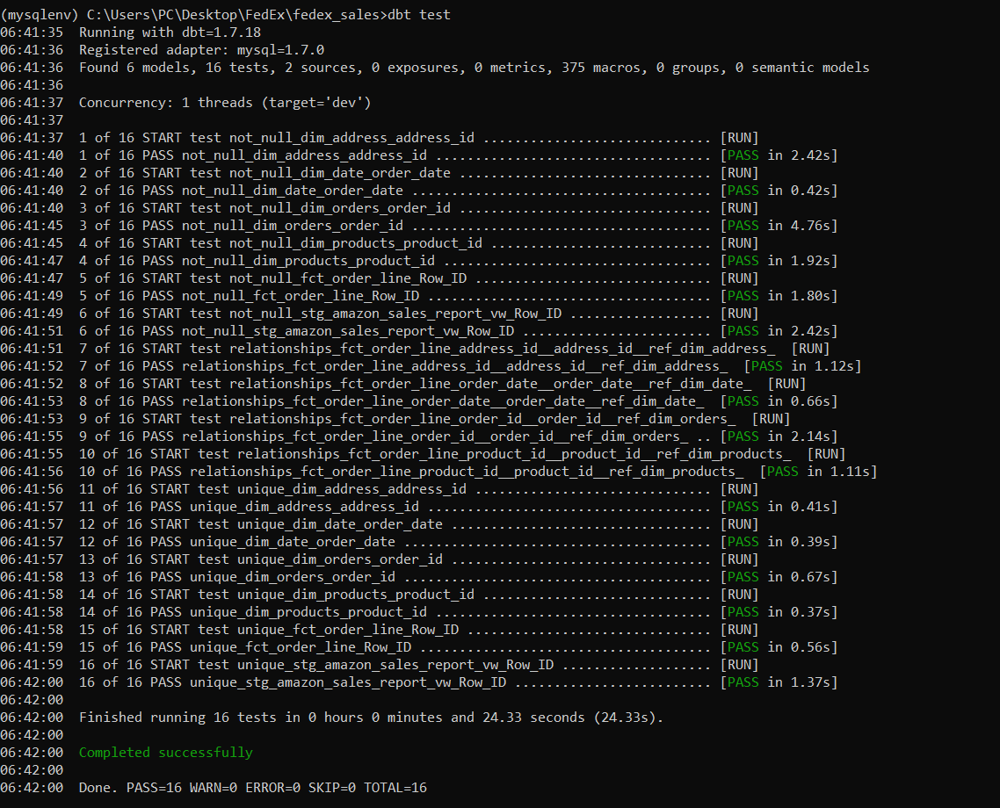 (mysqlenv) C:\Users\PC\Desktop\FedEx\fedex_sales>dbt test
06:41:35  Running with dbt=1.7.18
06:41:36  Registered adapter: mysql=1.7.0
06:41:36  Found 6 models, 16 tests, 2 sources, 0 exposures, 0 metrics, 375 macros, 0 groups, 0 semantic models
06:41:36
06:41:37  Concurrency: 1 threads (target='dev')
06:41:37
06:41:37  1 of 16 START test not_null_dim_address_address_id ............................. [RUN]
06:41:40  1 of 16 PASS not_null_dim_address_address_id ................................... [PASS in 2.42s]
06:41:40  2 of 16 START test not_null_dim_date_order_date ................................ [RUN]
06:41:40  2 of 16 PASS not_null_dim_date_order_date ...................................... [PASS in 0.42s]
06:41:40  3 of 16 START test not_null_dim_orders_order_id ................................ [RUN]
06:41:45  3 of 16 PASS not_null_dim_orders_order_id ...................................... [PASS in 4.76s]
06:41:45  4 of 16 START test not_null_dim_products_product_id ............................ [RUN]
06:41:47  4 of 16 PASS not_null_dim_products_product_id .................................. [PASS in 1.92s]
06:41:47  5 of 16 START test not_null_fct_order_line_Row_ID .............................. [RUN]
06:41:49  5 of 16 PASS not_null_fct_order_line_Row_ID .................................... [PASS in 1.80s]
06:41:49  6 of 16 START test not_null_stg_amazon_sales_report_vw_Row_ID .................. [RUN]
06:41:51  6 of 16 PASS not_null_stg_amazon_sales_report_vw_Row_ID ........................ [PASS in 2.42s]
06:41:51  7 of 16 START test relationships_fct_order_line_address_id__address_id__ref_dim_address_  [RUN]
06:41:52  7 of 16 PASS relationships_fct_order_line_address_id__address_id__ref_dim_address_  [PASS in 1.12s]
06:41:52  8 of 16 START test relationships_fct_order_line_order_date__order_date__ref_dim_date_  [RUN]
06:41:53  8 of 16 PASS relationships_fct_order_line_order_date__order_date__ref_dim_date_  [PASS in 0.66s]
06:41:53  9 of 16 START test relationships_fct_order_line_order_id__order_id__ref_dim_orders_  [RUN]
06:41:55  9 of 16 PASS relationships_fct_order_line_order_id__order_id__ref_dim_orders_ .. [PASS in 2.14s]
06:41:55  10 of 16 START test relationships_fct_order_line_product_id__product_id__ref_dim_products_  [RUN]
06:41:56  10 of 16 PASS relationships_fct_order_line_product_id__product_id__ref_dim_products_  [PASS in 1.11s]
06:41:56  11 of 16 START test unique_dim_address_address_id .............................. [RUN]
06:41:57  11 of 16 PASS unique_dim_address_address_id .................................... [PASS in 0.41s]
06:41:57  12 of 16 START test unique_dim_date_order_date ................................. [RUN]
06:41:57  12 of 16 PASS unique_dim_date_order_date ....................................... [PASS in 0.39s]
06:41:57  13 of 16 START test unique_dim_orders_order_id ................................. [RUN]
06:41:58  13 of 16 PASS unique_dim_orders_order_id ....................................... [PASS in 0.67s]
06:41:58  14 of 16 START test unique_dim_products_product_id ............................. [RUN]
06:41:58  14 of 16 PASS unique_dim_products_product_id ................................... [PASS in 0.37s]
06:41:58  15 of 16 START test unique_fct_order_line_Row_ID ............................... [RUN]
06:41:59  15 of 16 PASS unique_fct_order_line_Row_ID ..................................... [PASS in 0.56s]
06:41:59  16 of 16 START test unique_stg_amazon_sales_report_vw_Row_ID ................... [RUN]
06:42:00  16 of 16 PASS unique_stg_amazon_sales_report_vw_Row_ID ......................... [PASS in 1.37s]
06:42:00
06:42:00  Finished running 16 tests in 0 hours 0 minutes and 24.33 seconds (24.33s).
06:42:00
06:42:00  Completed successfully
06:42:00
06:42:00  Done. PASS=16 WARN=0 ERROR=0 SKIP=0 TOTAL=16